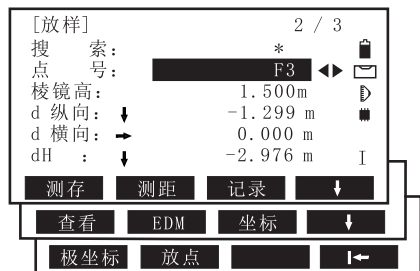 [放样] 2 / 3
搜 索: *
点 号: F3
棱镜高: 1.500m
d 纵向: -1.299 m
d 横向: 0.000 m
dH : -2.976 m I
测存 测距 记录
查看 EDM 坐标
极坐标 放点